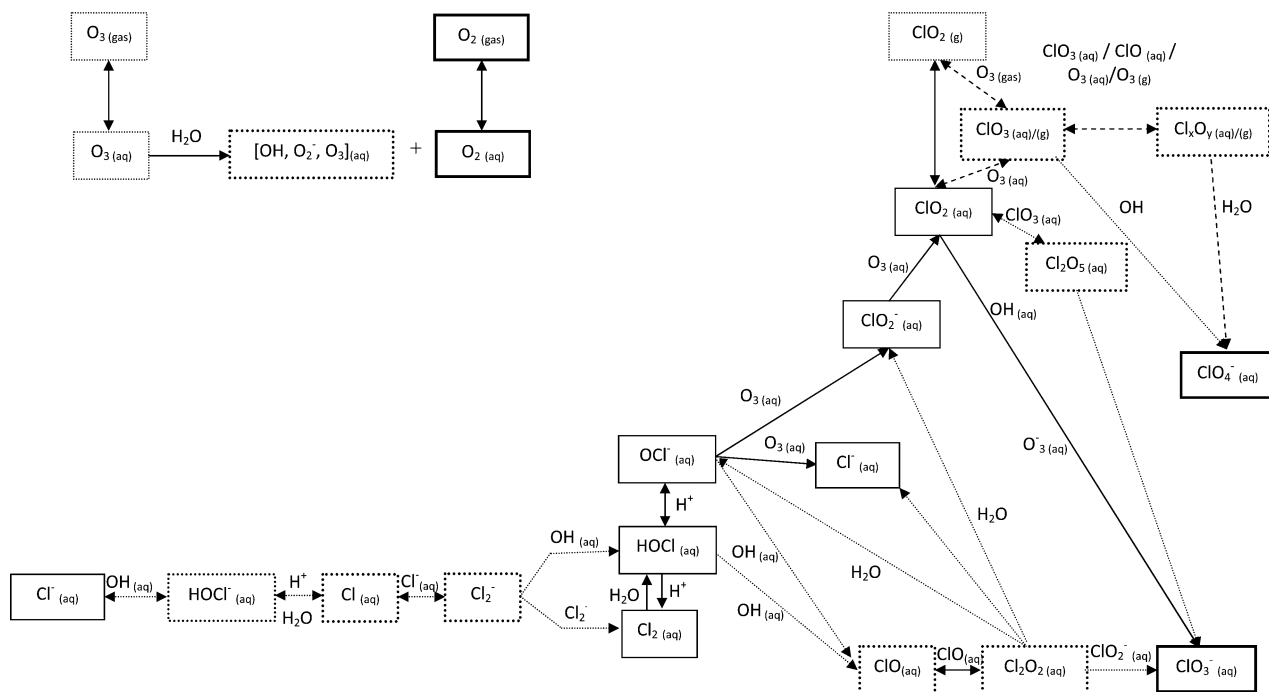 O₃ (gas)
O₂ (gas)
ClO₂ (g)
ClO₃ (aq) / ClO (aq) /
O₃ (aq)/O₃ (g)
O₃ (gas)
ClO₃ (aq)/(g)
ClₓOᵧ (aq)/(g)
H₂O
O₃ (aq)
[OH, O₂⁻, O₃](aq)
+
O₂ (aq)
O₃ (aq)
ClO₂ (aq)
ClO₃ (aq)
OH
H₂O
Cl₂O₅ (aq)
O₃ (aq)
ClO₂⁻ (aq)
OH (aq)
ClO₄⁻ (aq)
O₃ (aq)
OCl⁻ (aq)
O₃ (aq)
Cl⁻ (aq)
O⁻₃ (aq)
H⁺
H₂O
OH (aq)
HOCl (aq)
OH (aq)
H₂O
Cl⁻ (aq)
OH (aq)
HOCl⁻ (aq)
H⁺
H₂O
Cl (aq)
Cl⁻(aq)
Cl₂⁻
Cl₂⁻
H₂O
H⁺
OH (aq)
Cl₂ (aq)
ClO(aq)
ClO(aq)
Cl₂O₂ (aq)
ClO₂⁻ (aq)
ClO₃⁻ (aq)